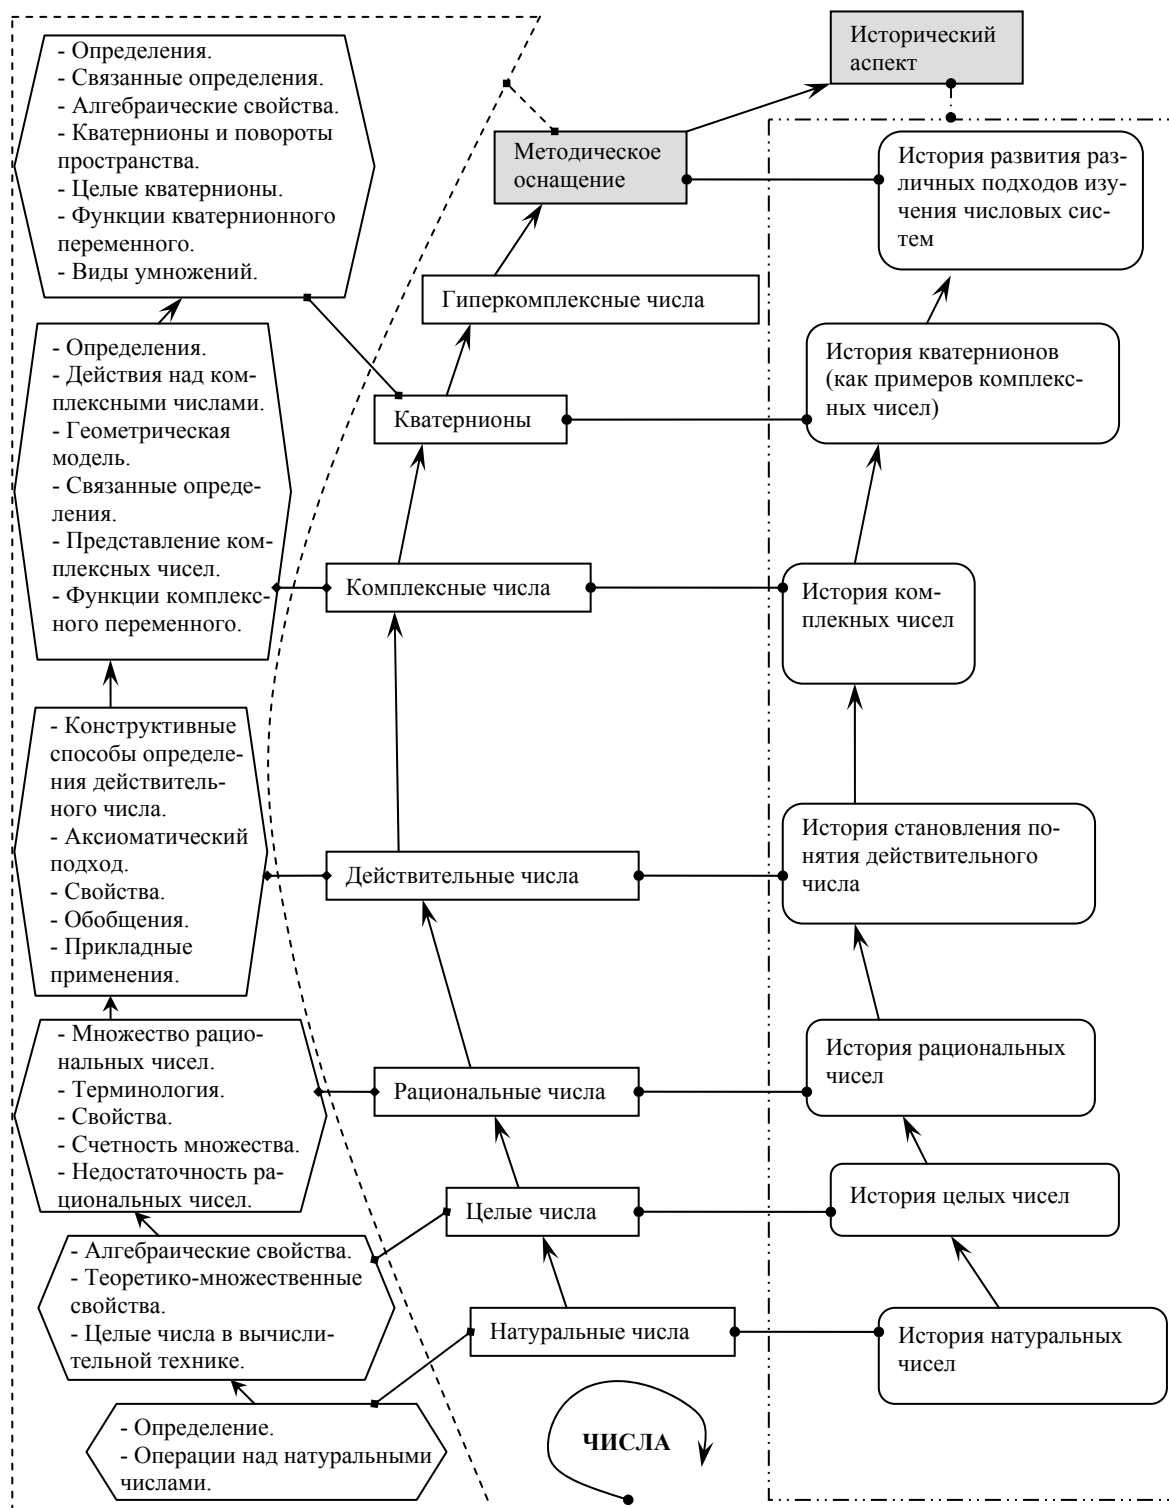 Исторический
аспект
Методическое
оснащение
- Определения.
- Связанные определения.
- Алгебраические свойства.
- Кватернионы и повороты
пространства.
- Целые кватернионы.
- Функции кватернионного
переменного.
- Виды умножений.
История развития раз-
личных подходов изу-
чения числовых сис-
тем
Гиперкомплексные числа
- Определения.
- Действия над ком-
плексными числами.
- Геометрическая
модель.
- Связанные опреде-
ления.
- Представление ком-
плексных чисел.
- Функции комплекс-
ного переменного.
Кватернионы
История кватернионов
(как примеров комплекс-
ных чисел)
Комплексные числа
История ком-
плекных чисел
- Конструктивные
способы определе-
ния действитель-
ного числа.
- Аксиоматический
подход.
- Свойства.
- Обобщения.
- Прикладные
применения.
Действительные числа
История становления по-
нятия действительного
числа
- Множество рацио-
нальных чисел.
- Терминология.
- Свойства.
- Счетность множества.
- Недостаточность ра-
циональных чисел.
Рациональные числа
История рациональных
чисел
- Алгебраические свойства.
- Теоретико-множественные
свойства.
- Целые числа в вычисли-
тельной технике.
Целые числа
История целых чисел
Натуральные числа
История натуральных
чисел
- Определение.
- Операции над натуральными
числами.
ЧИСЛА